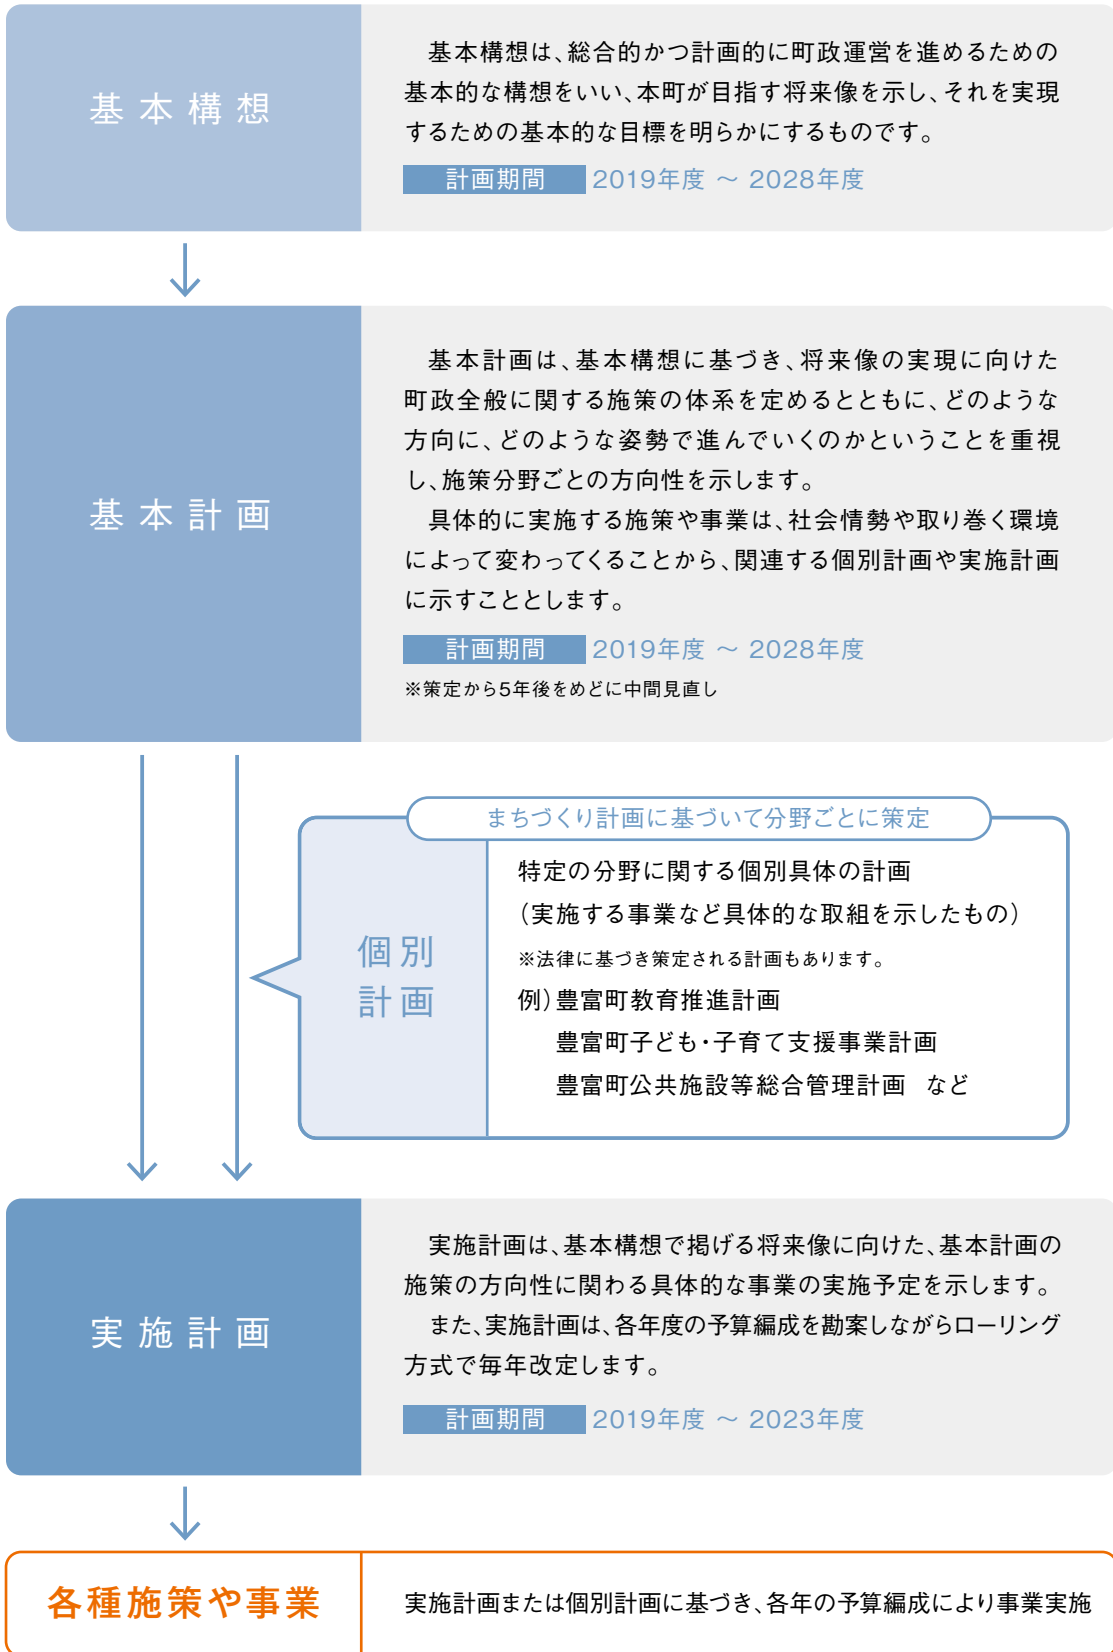 基本構想
基本構想は、総合的かつ計画的に町政運営を進めるための
基本的な構想をいい、本町が目指す将来像を示し、それを実現
するための基本的な目標を明らかにするものです。
計画期間 2019年度 ～ 2028年度
基本計画
基本計画は、基本構想に基づき、将来像の実現に向けた
町政全般に関する施策の体系を定めるとともに、どのような
方向に、どのような姿勢で進んでいくのかということを重視
し、施策分野ごとの方向性を示します。
具体的に実施する施策や事業は、社会情勢や取り巻く環境
によって変わってくることから、関連する個別計画や実施計画
に示すこととします。
計画期間 2019年度 ～ 2028年度
※策定から5年後をめどに中間見直し
まちづくり計画に基づいて分野ごとに策定
個別
計画
特定の分野に関する個別具体の計画
（実施する事業など具体的な取組を示したもの）
※法律に基づき策定される計画もあります。
例）豊富町教育推進計画
豊富町子ども・子育て支援事業計画
豊富町公共施設等総合管理計画　など
実施計画
実施計画は、基本構想で掲げる将来像に向けた、基本計画の
施策の方向性に関わる具体的な事業の実施予定を示します。
また、実施計画は、各年度の予算編成を勘案しながらローリング
方式で毎年改定します。
計画期間 2019年度 ～ 2023年度
各種施策や事業
実施計画または個別計画に基づき、各年の予算編成により事業実施